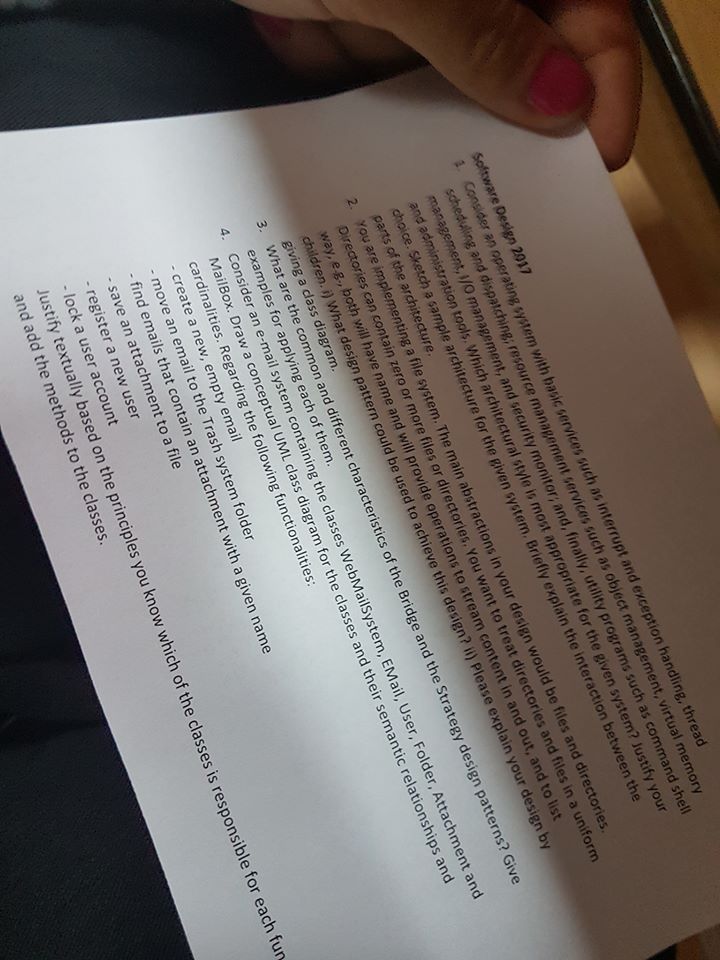 Software Design 2017
1. Consider an operating system with basic services such as interrupt and exception handling, thread
scheduling and dispatching; resource management services such as object management, virtual memory
management, I/O management, and security monitor; and, finally, utility programs such as command shell
and administration tools. Which architectural style is most appropriate for the given system? Justify your
choice. Sketch a sample architecture for the given system. Briefly explain the interaction between the
parts of the architecture.
2. You are implementing a file system. The main abstractions in your design would be files and directories.
Directories can contain zero or more files or directories. You want to treat directories and files in a uniform
way, e.g., both will have name and will provide operations to stream content in and out, and to list
children. i) What design pattern could be used to achieve this design? ii) Please explain your design by
giving a class diagram.
3. What are the common and different characteristics of the Bridge and the Strategy design patterns? Give
examples for applying each of them.
4. Consider an e-mail system containing the classes WebMailSystem, EMail, User, Folder, Attachment and
MailBox. Draw a conceptual UML class diagram for the classes and their semantic relationships and
cardinalities. Regarding the following functionalities:
- create a new, empty email
- move an email to the Trash system folder
- find emails that contain an attachment with a given name
- save an attachment to a file
- register a new user
- lock a user account
Justify textually based on the principles you know which of the classes is responsible for each fun
and add the methods to the classes.